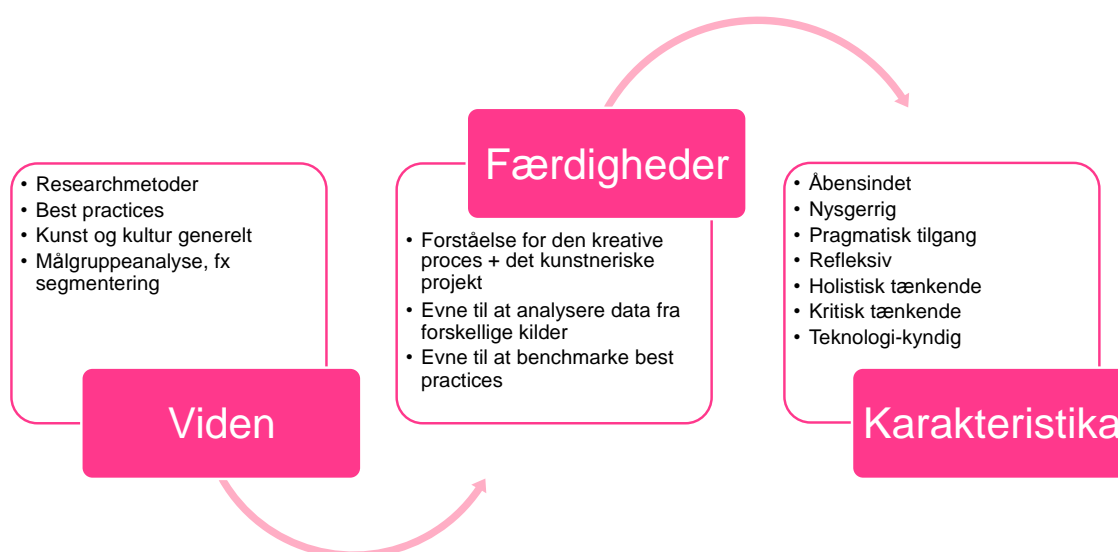 • Researchmetoder
• Best practices
• Kunst og kultur generelt
• Målgruppeanalyse, fx
segmentering
Viden
Færdigheder
• Forståelse for den kreative
proces + det kunstneriske
projekt
• Evne til at analysere data fra
forskellige kilder
• Evne til at benchmarke best
practices
• Åbensindet
• Nysgerrig
• Pragmatisk tilgang
• Refleksiv
• Holistisk tænkende
• Kritisk tænkende
• Teknologi-kyndig
Karakteristika